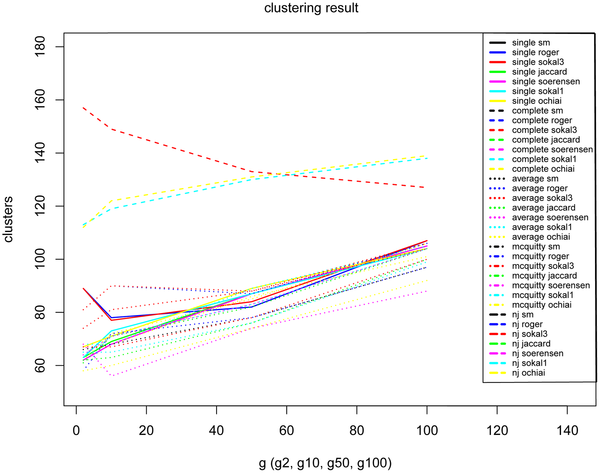 clustering result
clusters
180
160
140
120
100
80
60
0 20 40 60 80 100 120 140
g (g2, g10, g50, g100)
single sm
single roger
single sokal3
single jaccard
single soerensen
single sokal1
single ochiai
complete sm
complete roger
complete sokal3
complete jaccard
complete soerensen
complete sokal1
complete ochiai
average sm
average roger
average sokal3
average jaccard
average soerensen
average sokal1
average ochiai
mcquitty sm
mcquitty roger
mcquitty sokal3
mcquitty jaccard
mcquitty soerensen
mcquitty sokal1
mcquitty ochiai
nj sm
nj roger
nj sokal3
nj jaccard
nj soerensen
nj sokal1
nj ochiai